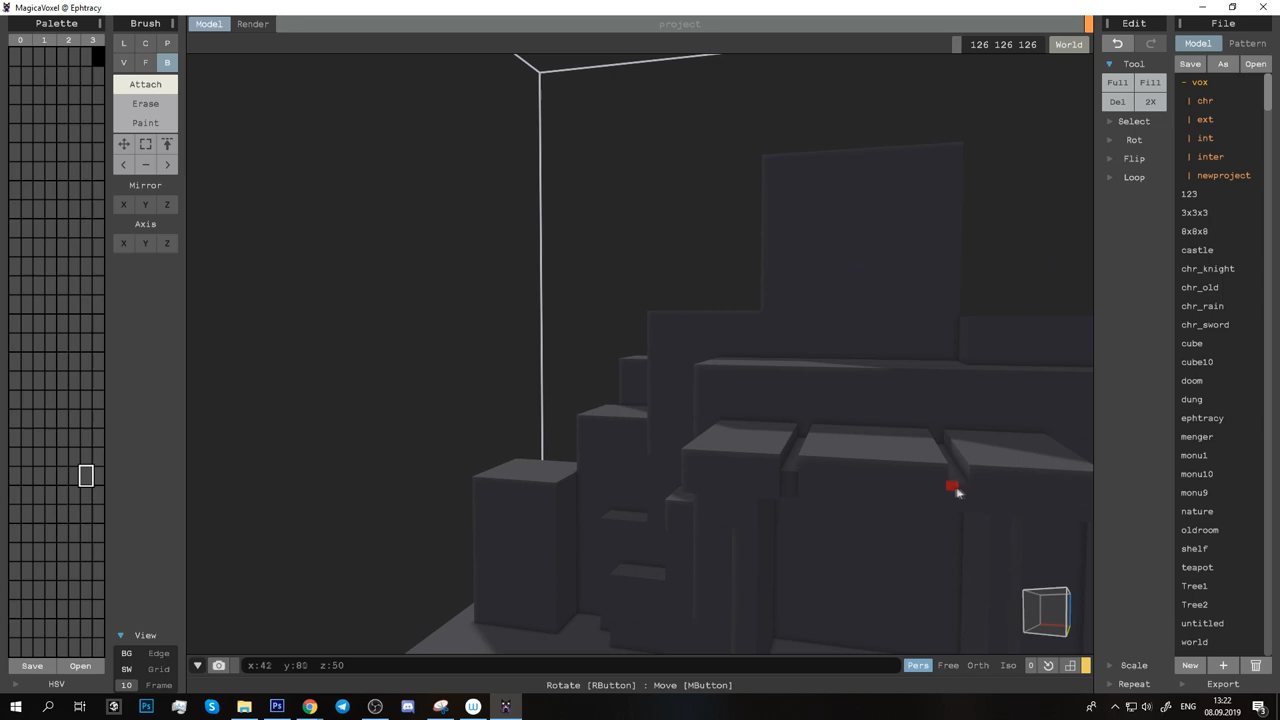 MagicaVoxel @ Ephtracy
Palette
Brush
Model
Render
project
Edit
File
0 1 2 3
L C P
126 126 126
World
Model
Pattern
V F B
Tool
Save As Open
Attach
Full Fill
- vox
Erase
Del 2X
| chr
Paint
Select
| ext
Rot
| int
Flip
| inter
Loop
| newproject
Mirror
X Y Z
Axis
X Y Z
123
3x3x3
8x8x8
castle
chr_knight
chr_old
chr_rain
chr_sword
cube
cube10
doom
dung
ephtracy
menger
monu1
monu10
monu9
nature
oldroom
shelf
teapot
Tree1
Tree2
untitled
world
View
BG Edge
SW Grid
10 Frame
Save Open
HSV
x:42 y:80 z:50
Pers Free Orth Iso 0
Scale
Repeat
New +
Export
Rotate [RButton] : Move [MButton]
ENG
13:22
08.09.2019